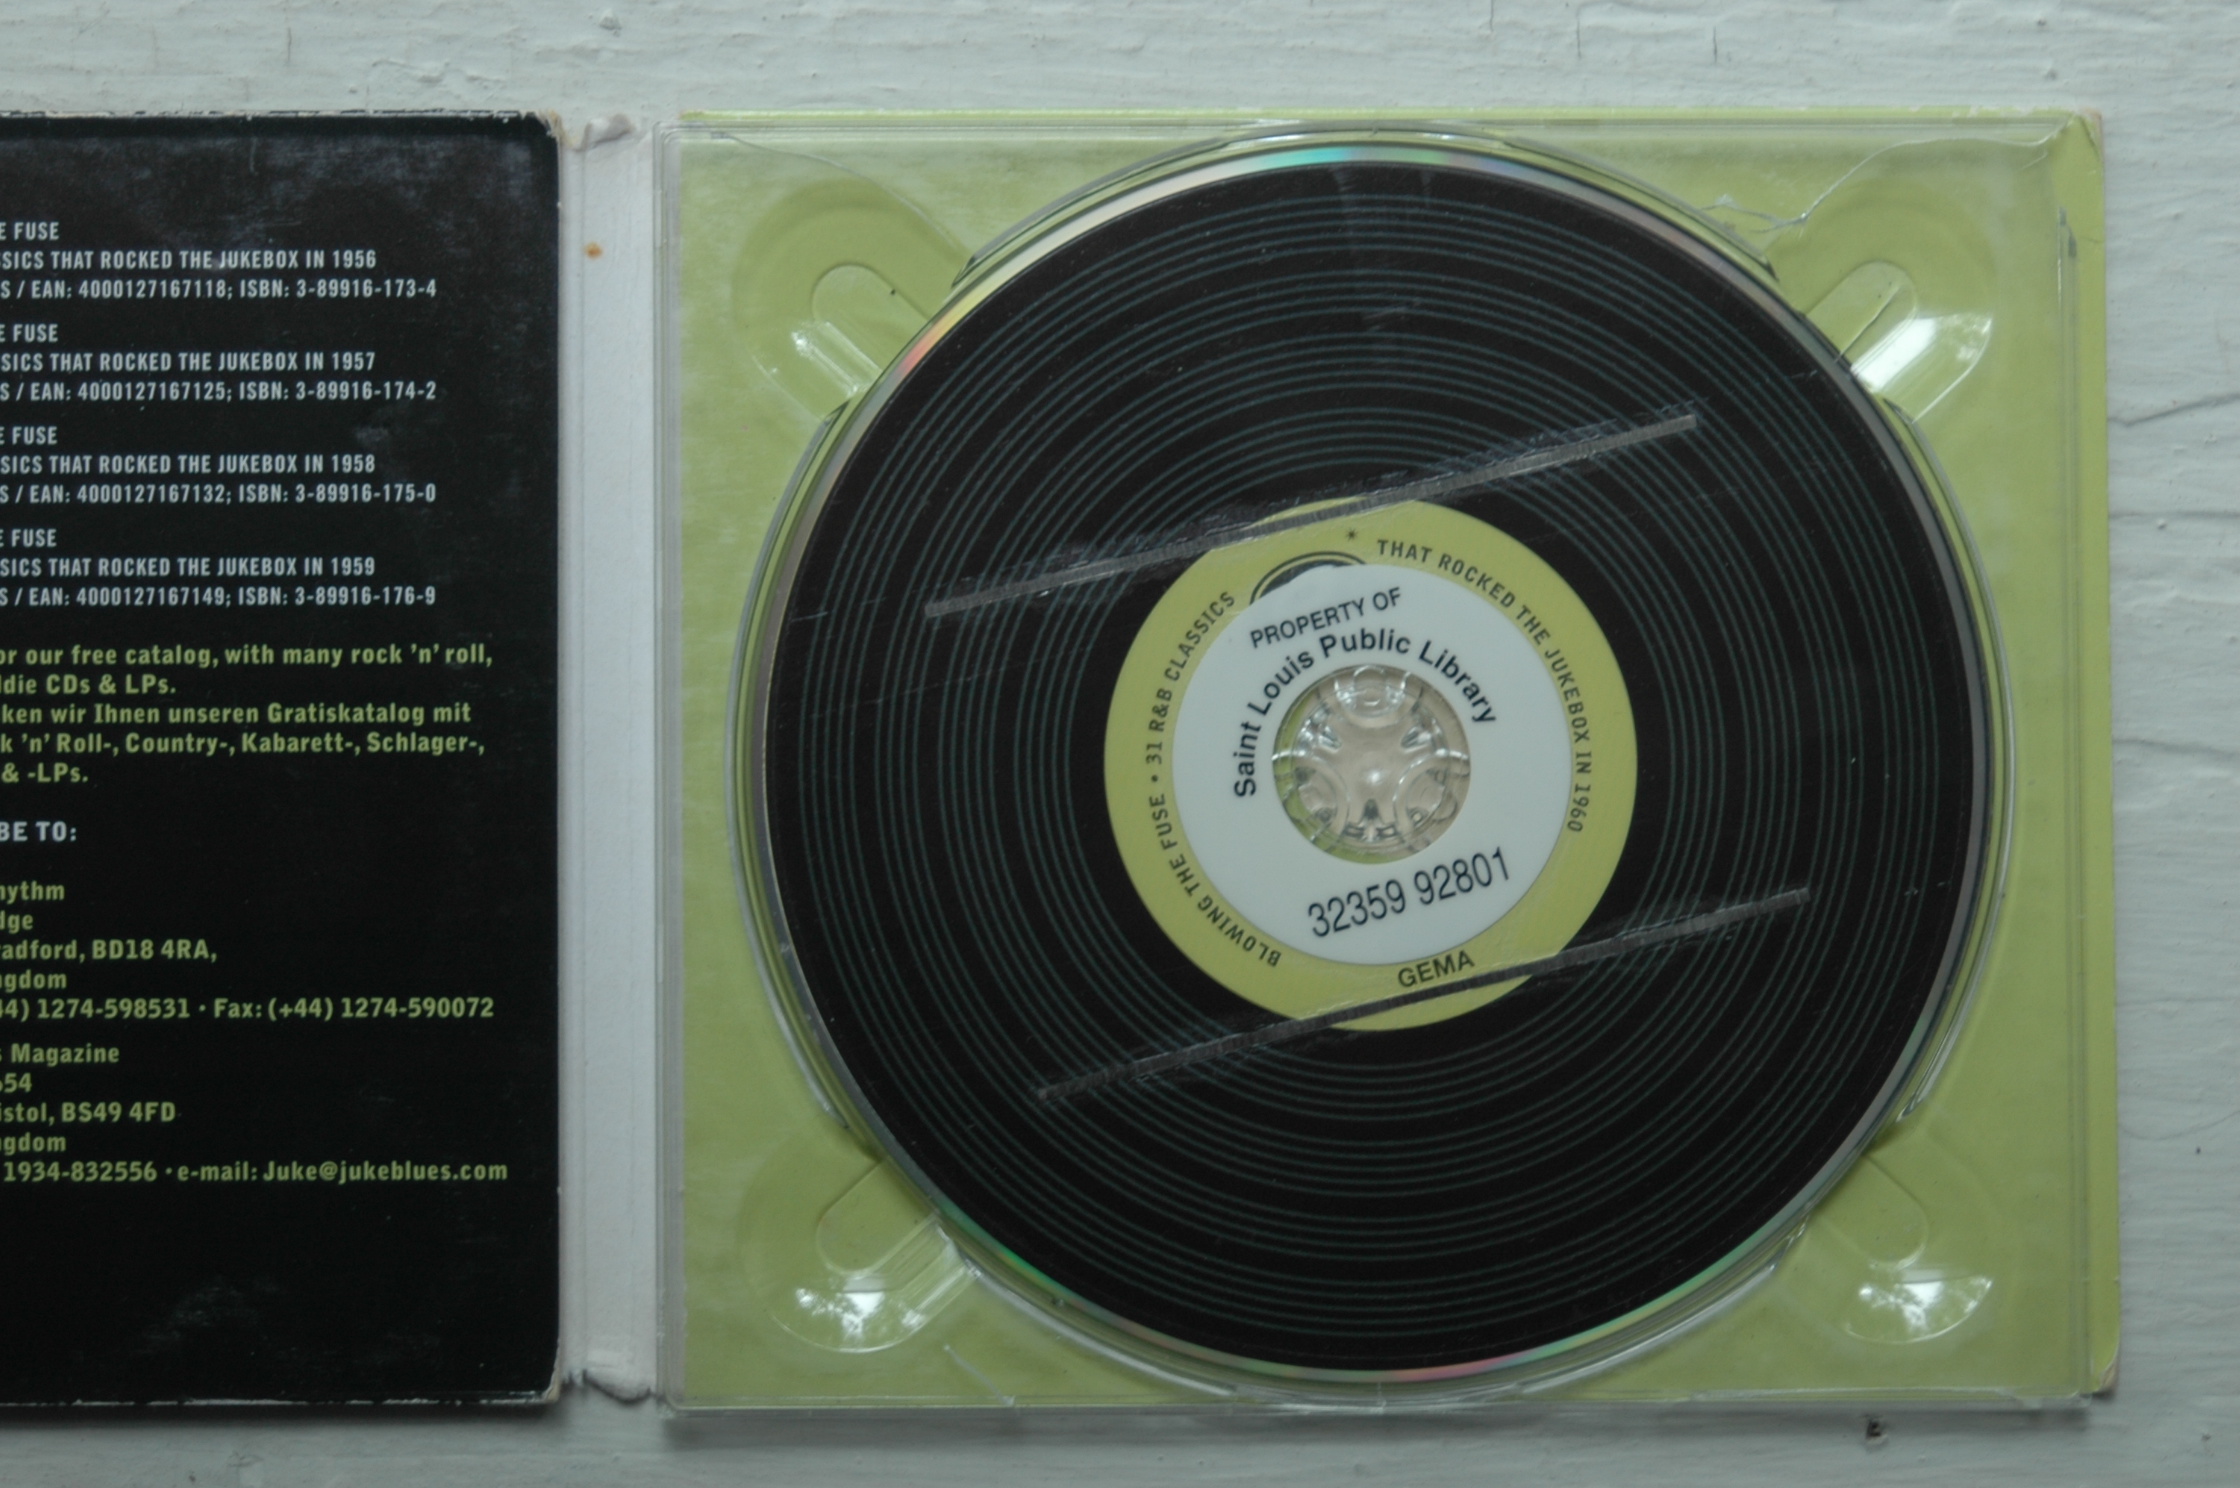 E FUSE
SSICS THAT ROCKED THE JUKEBOX IN 1956
S / EAN: 4000127167118; ISBN: 3-89916-173-4
E FUSE
SSICS THAT ROCKED THE JUKEBOX IN 1957
S / EAN: 4000127167125; ISBN: 3-89916-174-2
E FUSE
SSICS THAT ROCKED THE JUKEBOX IN 1958
S / EAN: 4000127167132; ISBN: 3-89916-175-0
E FUSE
SSICS THAT ROCKED THE JUKEBOX IN 1959
S / EAN: 4000127167149; ISBN: 3-89916-176-9
or our free catalog, with many rock 'n' roll,
ldie CDs & LPs.
ken wir Ihnen unseren Gratiskatalog mit
k 'n' Roll-, Country-, Kabarett-, Schlager-,
& -LPs.
BE TO:
hythm
dge
radford, BD18 4RA,
ngdom
44) 1274-598531 · Fax: (+44) 1274-590072
s Magazine
654
istol, BS49 4FD
ngdom
1934-832556 · e-mail: Juke@jukeblues.com
BLOWING THE FUSE • 31 R&B CLASSICS * THAT ROCKED THE JUKEBOX IN 1960
PROPERTY OF
Saint Louis Public Library
32359 92801
GEMA